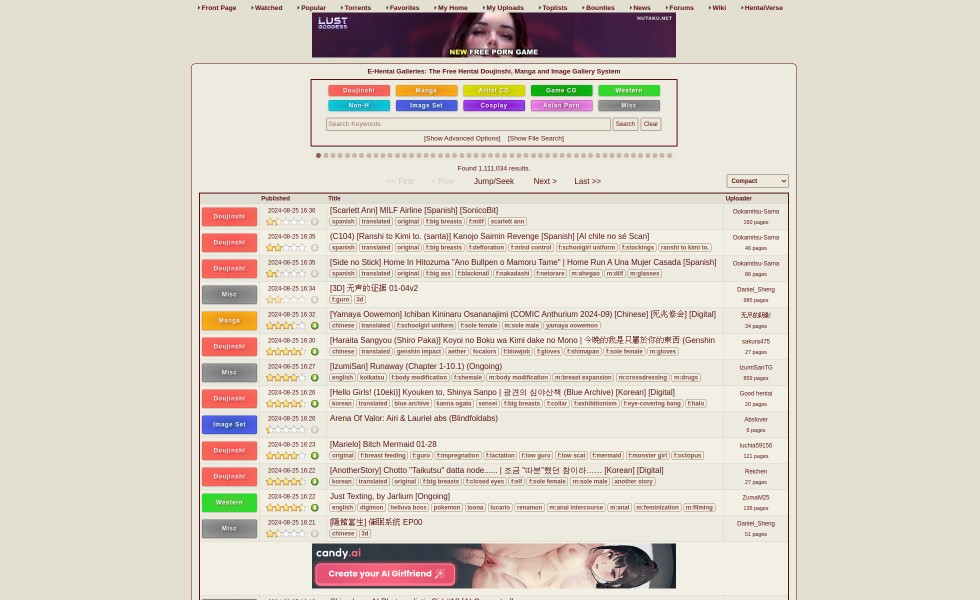 Front Page Watched Popular Torrents Favorites My Home My Uploads Toplists Bounties News Forums Wiki HentaiVerse
LUST GODDESS
NUTAKU.NET
NEW FREE PORN GAME
E-Hentai Galleries: The Free Hentai Doujinshi, Manga and Image Gallery System
Doujinshi Manga Artist CG Game CG Western
Non-H Image Set Cosplay Asian Porn Misc
Search Keywords Search Clear
[Show Advanced Options] [Show File Search]
Found 1,111,034 results.
<< First < Prev Jump/Seek Next > Last >> Compact
Published Title Uploader
Doujinshi 2024-08-25 16:36 [Scarlett Ann] MILF Airline [Spanish] [SonicoBit] Ookamitsu-Sama
spanish translated original f:big breasts f:milf scarlett ann 150 pages
Doujinshi 2024-08-25 16:35 (C104) [Ranshi to Kimi to. (santa)] Kanojo Saimin Revenge [Spanish] [Al chile no sé Scan] Ookamitsu-Sama
spanish translated original f:big breasts f:defloration f:mind control f:schoolgirl uniform f:stockings ranshi to kimi to. 46 pages
Doujinshi 2024-08-25 16:35 [Side no Stick] Home In Hitozuma "Ano Bullpen o Mamoru Tame" | Home Run A Una Mujer Casada [Spanish] Ookamitsu-Sama
spanish translated original f:big ass f:blackmail f:nakadashi f:netorare m:ahegao m:dilf m:glasses 86 pages
Misc 2024-08-25 16:34 [3D] 无声的证据 01-04v2 Daniel_Sheng
f:guro 3d 985 pages
Manga 2024-08-25 16:32 [Yamaya Oowemon] Ichiban Kininaru Osananajimi (COMIC Anthurium 2024-09) [Chinese] [死兆修会] [Digital]
chinese translated f:schoolgirl uniform f:sole female m:sole male yamaya oowemon 34 pages
Doujinshi 2024-08-25 16:30 [Haraita Sangyou (Shiro Paka)] Koyoi no Boku wa Kimi dake no Mono | 今晚的我是只屬於你的東西 (Genshin sakura475
chinese translated genshin impact aether focalors f:blowjob f:gloves f:shimapan f:sole female m:gloves 27 pages
Misc 2024-08-25 16:27 [IzumiSan] Runaway (Chapter 1-10.1) (Ongoing) IzumiSanTG
english koikatsu f:body modification f:shemale m:body modification m:breast expansion m:crossdressing m:drugs 859 pages
Doujinshi 2024-08-25 16:26 [Hello Girls! (10eki)] Kyouken to, Shinya Sanpo | 광견의 심야산책 (Blue Archive) [Korean] [Digital] Good hentai
korean translated blue archive kanna ogata sensei f:big breasts f:collar f:exhibitionism f:eye-covering bang f:halo 20 pages
Image Set 2024-08-25 16:26 Arena Of Valor: Airi & Lauriel abs (Blindfoldabs) Abslover
6 pages
Doujinshi 2024-08-25 16:23 [Marielo] Bitch Mermaid 01-28 luchia59156
original f:breast feeding f:guro f:impregnation f:lactation f:low guro f:low scat f:mermaid f:monster girl f:octopus 121 pages
Doujinshi 2024-08-25 16:22 [AnotherStory] Chotto "Taikutsu" datta node...... | 조금 "따분"했던 참이라…… [Korean] [Digital] Reichen
korean translated original f:big breasts f:closed eyes f:elf f:sole female m:sole male another story 27 pages
Western 2024-08-25 16:22 Just Texting, by Jarlium [Ongoing] ZumaM25
english digimon helluva boss pokemon loona lucario renamon m:anal intercourse m:anal m:feminization m:filming 138 pages
Misc 2024-08-25 16:21 [隐館富生] 催眠系统 EP00 Daniel_Sheng
chinese 3d 51 pages
candy.ai
Create your AI Girlfriend